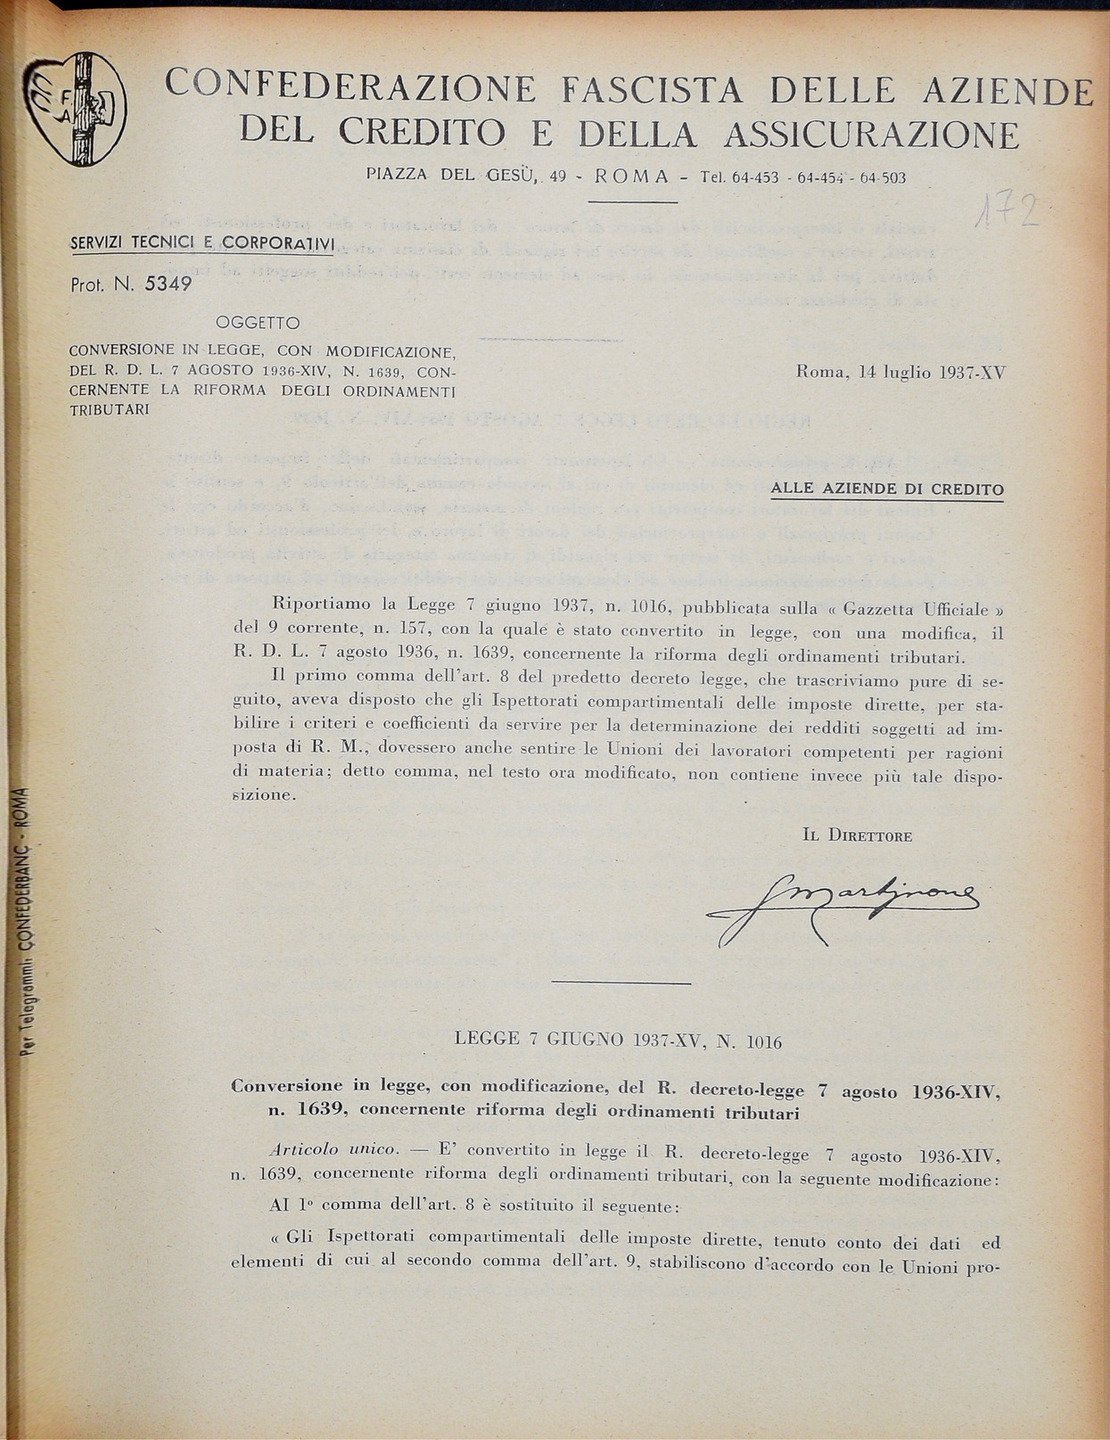 CONFEDERAZIONE FASCISTA DELLE AZIENDE
DEL CREDITO E DELLA ASSICURAZIONE
PIAZZA DEL GESÙ, 49 - ROMA - Tel. 64-453 - 64-454 - 64-503
172
SERVIZI TECNICI E CORPORATIVI
Prot. N. 5349
OGGETTO
CONVERSIONE IN LEGGE, CON MODIFICAZIONE,
DEL R. D. L. 7 AGOSTO 1936-XIV, N. 1639, CON-
CERNENTE LA RIFORMA DEGLI ORDINAMENTI
TRIBUTARI
Roma, 14 luglio 1937-XV
ALLE AZIENDE DI CREDITO
Riportiamo la Legge 7 giugno 1937, n. 1016, pubblicata sulla « Gazzetta Ufficiale »
del 9 corrente, n. 157, con la quale è stato convertito in legge, con una modifica, il
R. D. L. 7 agosto 1936, n. 1639, concernente la riforma degli ordinamenti tributari.
Il primo comma dell'art. 8 del predetto decreto legge, che trascriviamo pure di se-
guito, aveva disposto che gli Ispettorati compartimentali delle imposte dirette, per sta-
bilire i criteri e coefficienti da servire per la determinazione dei redditi soggetti ad im-
posta di R. M., dovessero anche sentire le Unioni dei lavoratori competenti per ragioni
di materia; detto comma, nel testo ora modificato, non contiene invece più tale dispo-
sizione.
IL DIRETTORE
Per Telegrammi: CONFEDERBANC - ROMA
LEGGE 7 GIUGNO 1937-XV, N. 1016
Conversione in legge, con modificazione, del R. decreto-legge 7 agosto 1936-XIV,
n. 1639, concernente riforma degli ordinamenti tributari
Articolo unico. — E' convertito in legge il R. decreto-legge 7 agosto 1936-XIV,
n. 1639, concernente riforma degli ordinamenti tributari, con la seguente modificazione:
Al 1º comma dell'art. 8 è sostituito il seguente:
« Gli Ispettorati compartimentali delle imposte dirette, tenuto conto dei dati ed
elementi di cui al secondo comma dell'art. 9, stabiliscono d'accordo con le Unioni pro-